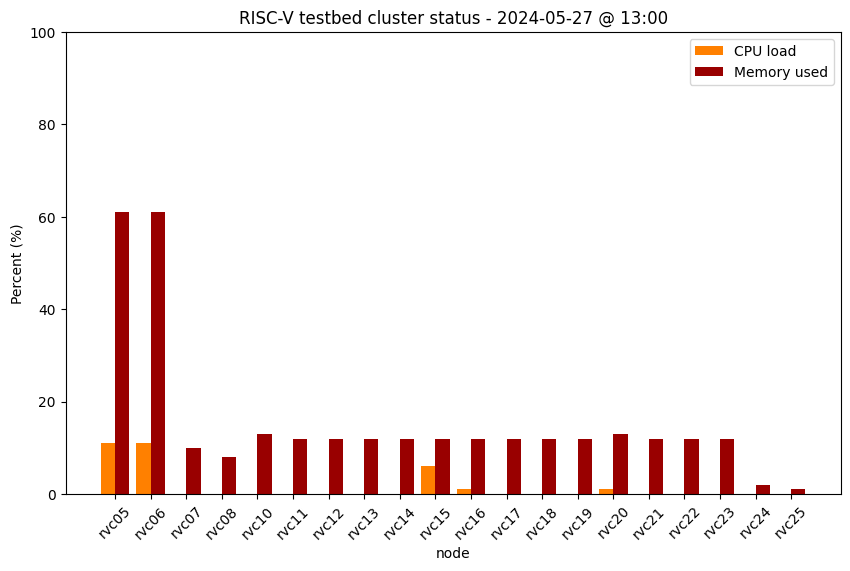 RISC-V testbed cluster status - 2024-05-27 @ 13:00
CPU load
Memory used
Percent (%)
100
80
60
40
20
0
rvc05
rvc06
rvc07
rvc08
rvc10
rvc11
rvc12
rvc13
rvc14
rvc15
rvc16
rvc17
rvc18
rvc19
rvc20
rvc21
rvc22
rvc23
rvc24
rvc25
node